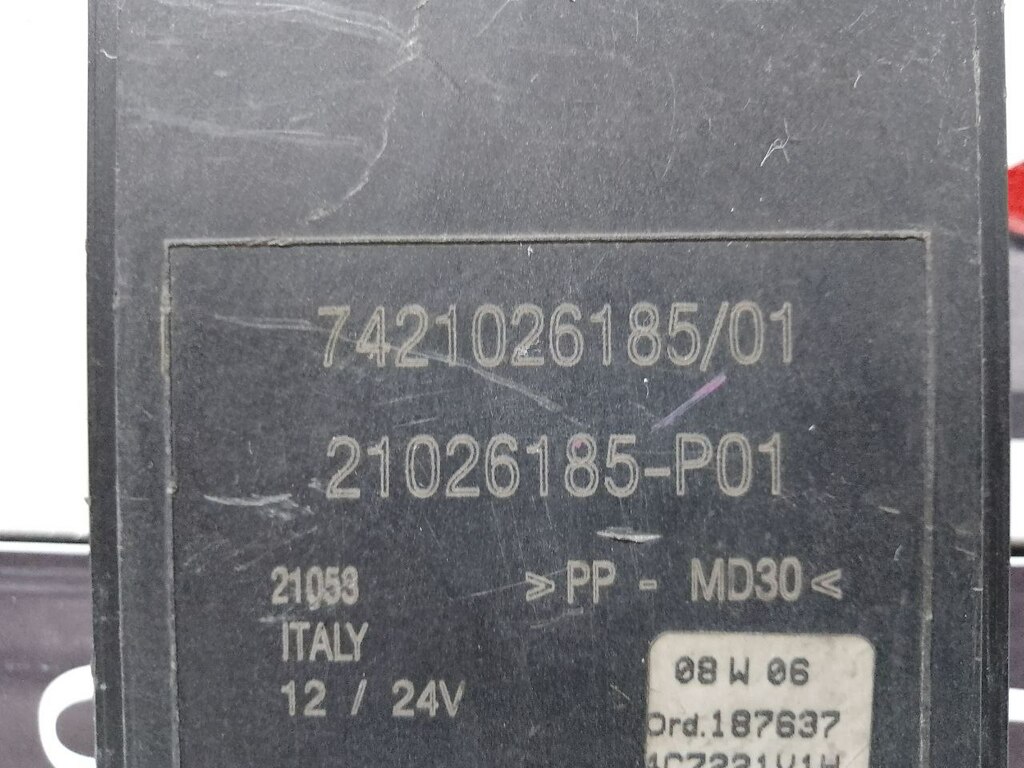 7421026185/01
21026185-P01
21053
>PP - MD30<
ITALY
12 / 24V
08 W 06
Ord.187637